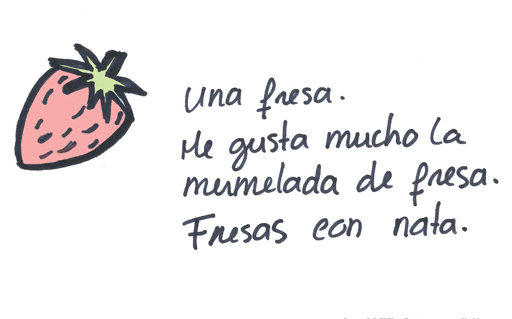 Una fresa.
Me gusta mucho la
mermelada de fresa.
Fresas con nata.